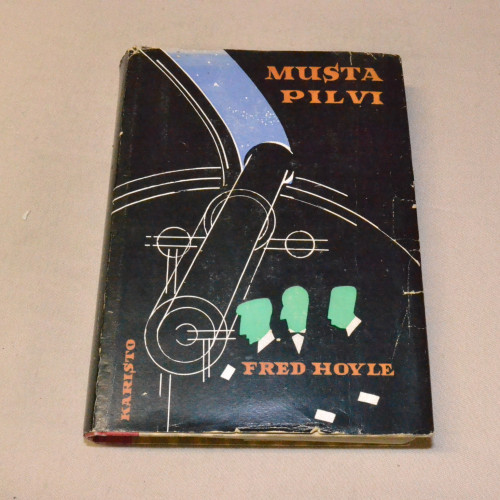 MUSTA
PILVI
FRED HOYLE
KARISTO